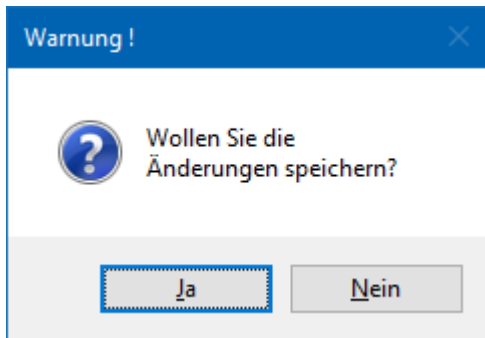 Warnung !
Wollen Sie die
Änderungen speichern?
Ja
Nein